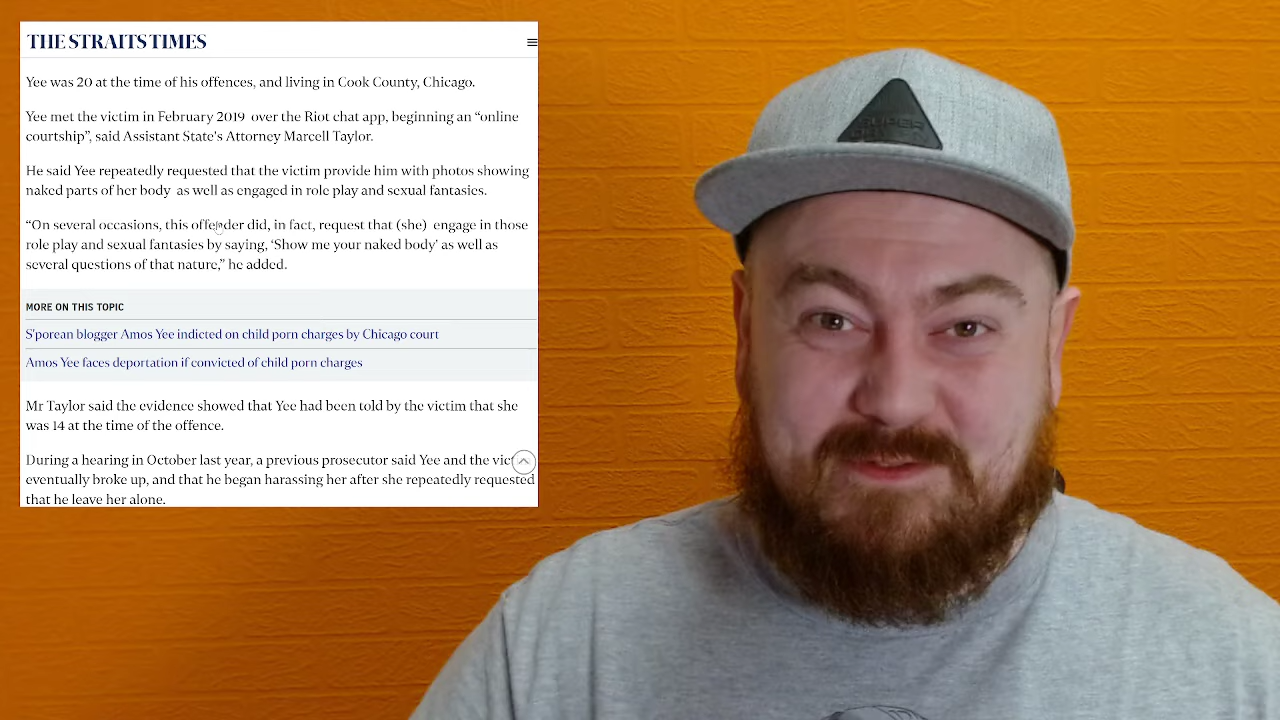 THE STRAITS TIMES
Yee was 20 at the time of his offences, and living in Cook County, Chicago.
Yee met the victim in February 2019 over the Riot chat app, beginning an “online
courtship”, said Assistant State's Attorney Marcell Taylor.
He said Yee repeatedly requested that the victim provide him with photos showing
naked parts of her body as well as engaged in role play and sexual fantasies.
“On several occasions, this offender did, in fact, request that (she) engage in those
role play and sexual fantasies by saying, ‘Show me your naked body’ as well as
several questions of that nature,” he added.
MORE ON THIS TOPIC
S'porean blogger Amos Yee indicted on child porn charges by Chicago court
Amos Yee faces deportation if convicted of child porn charges
Mr Taylor said the evidence showed that Yee had been told by the victim that she
was 14 at the time of the offence.
During a hearing in October last year, a previous prosecutor said Yee and the
eventually broke up, and that he began harassing her after she repeatedly requested
that he leave her alone.
SUPER